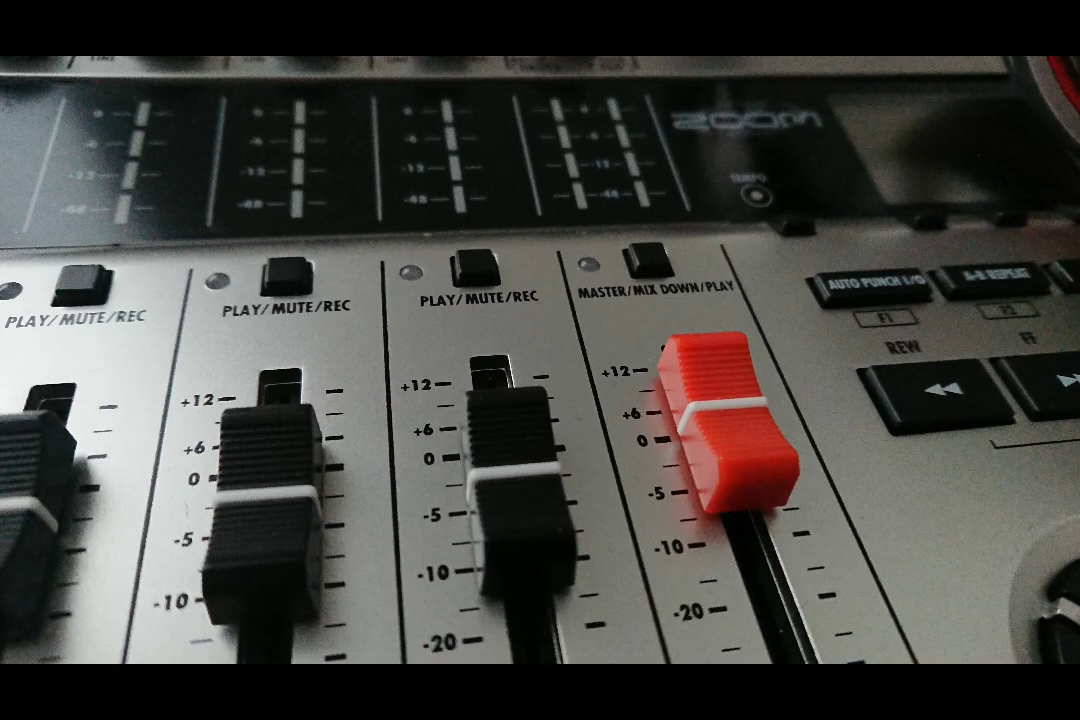 zoom
TEMPO
PLAY/MUTE/REC
PLAY/MUTE/REC
PLAY/MUTE/REC
MASTER/MIX DOWN/PLAY
AUTO PUNCH I/O
A-B REPEAT
F1
F2
REW
FF
+12
+6
0
-5
-10
+12
+6
0
-5
-10
-20
+12
+6
0
-5
-10
-20